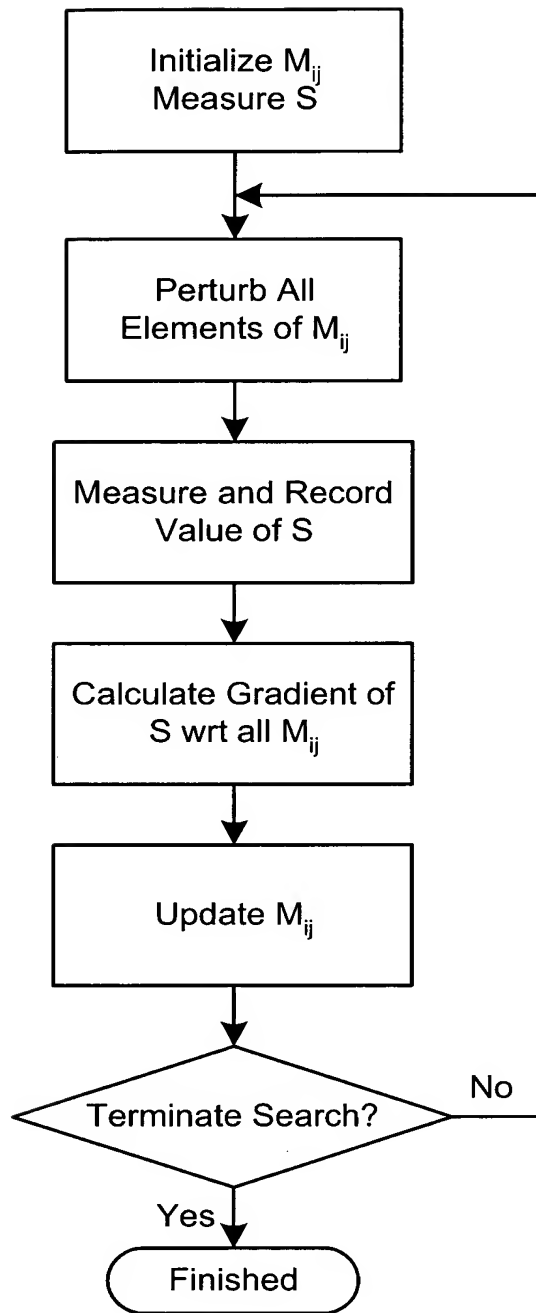 Initialize M_ij
Measure S
Perturb All
Elements of M_ij
Measure and Record
Value of S
Calculate Gradient of
S wrt all M_ij
Update M_ij
Terminate Search?
No
Yes
Finished